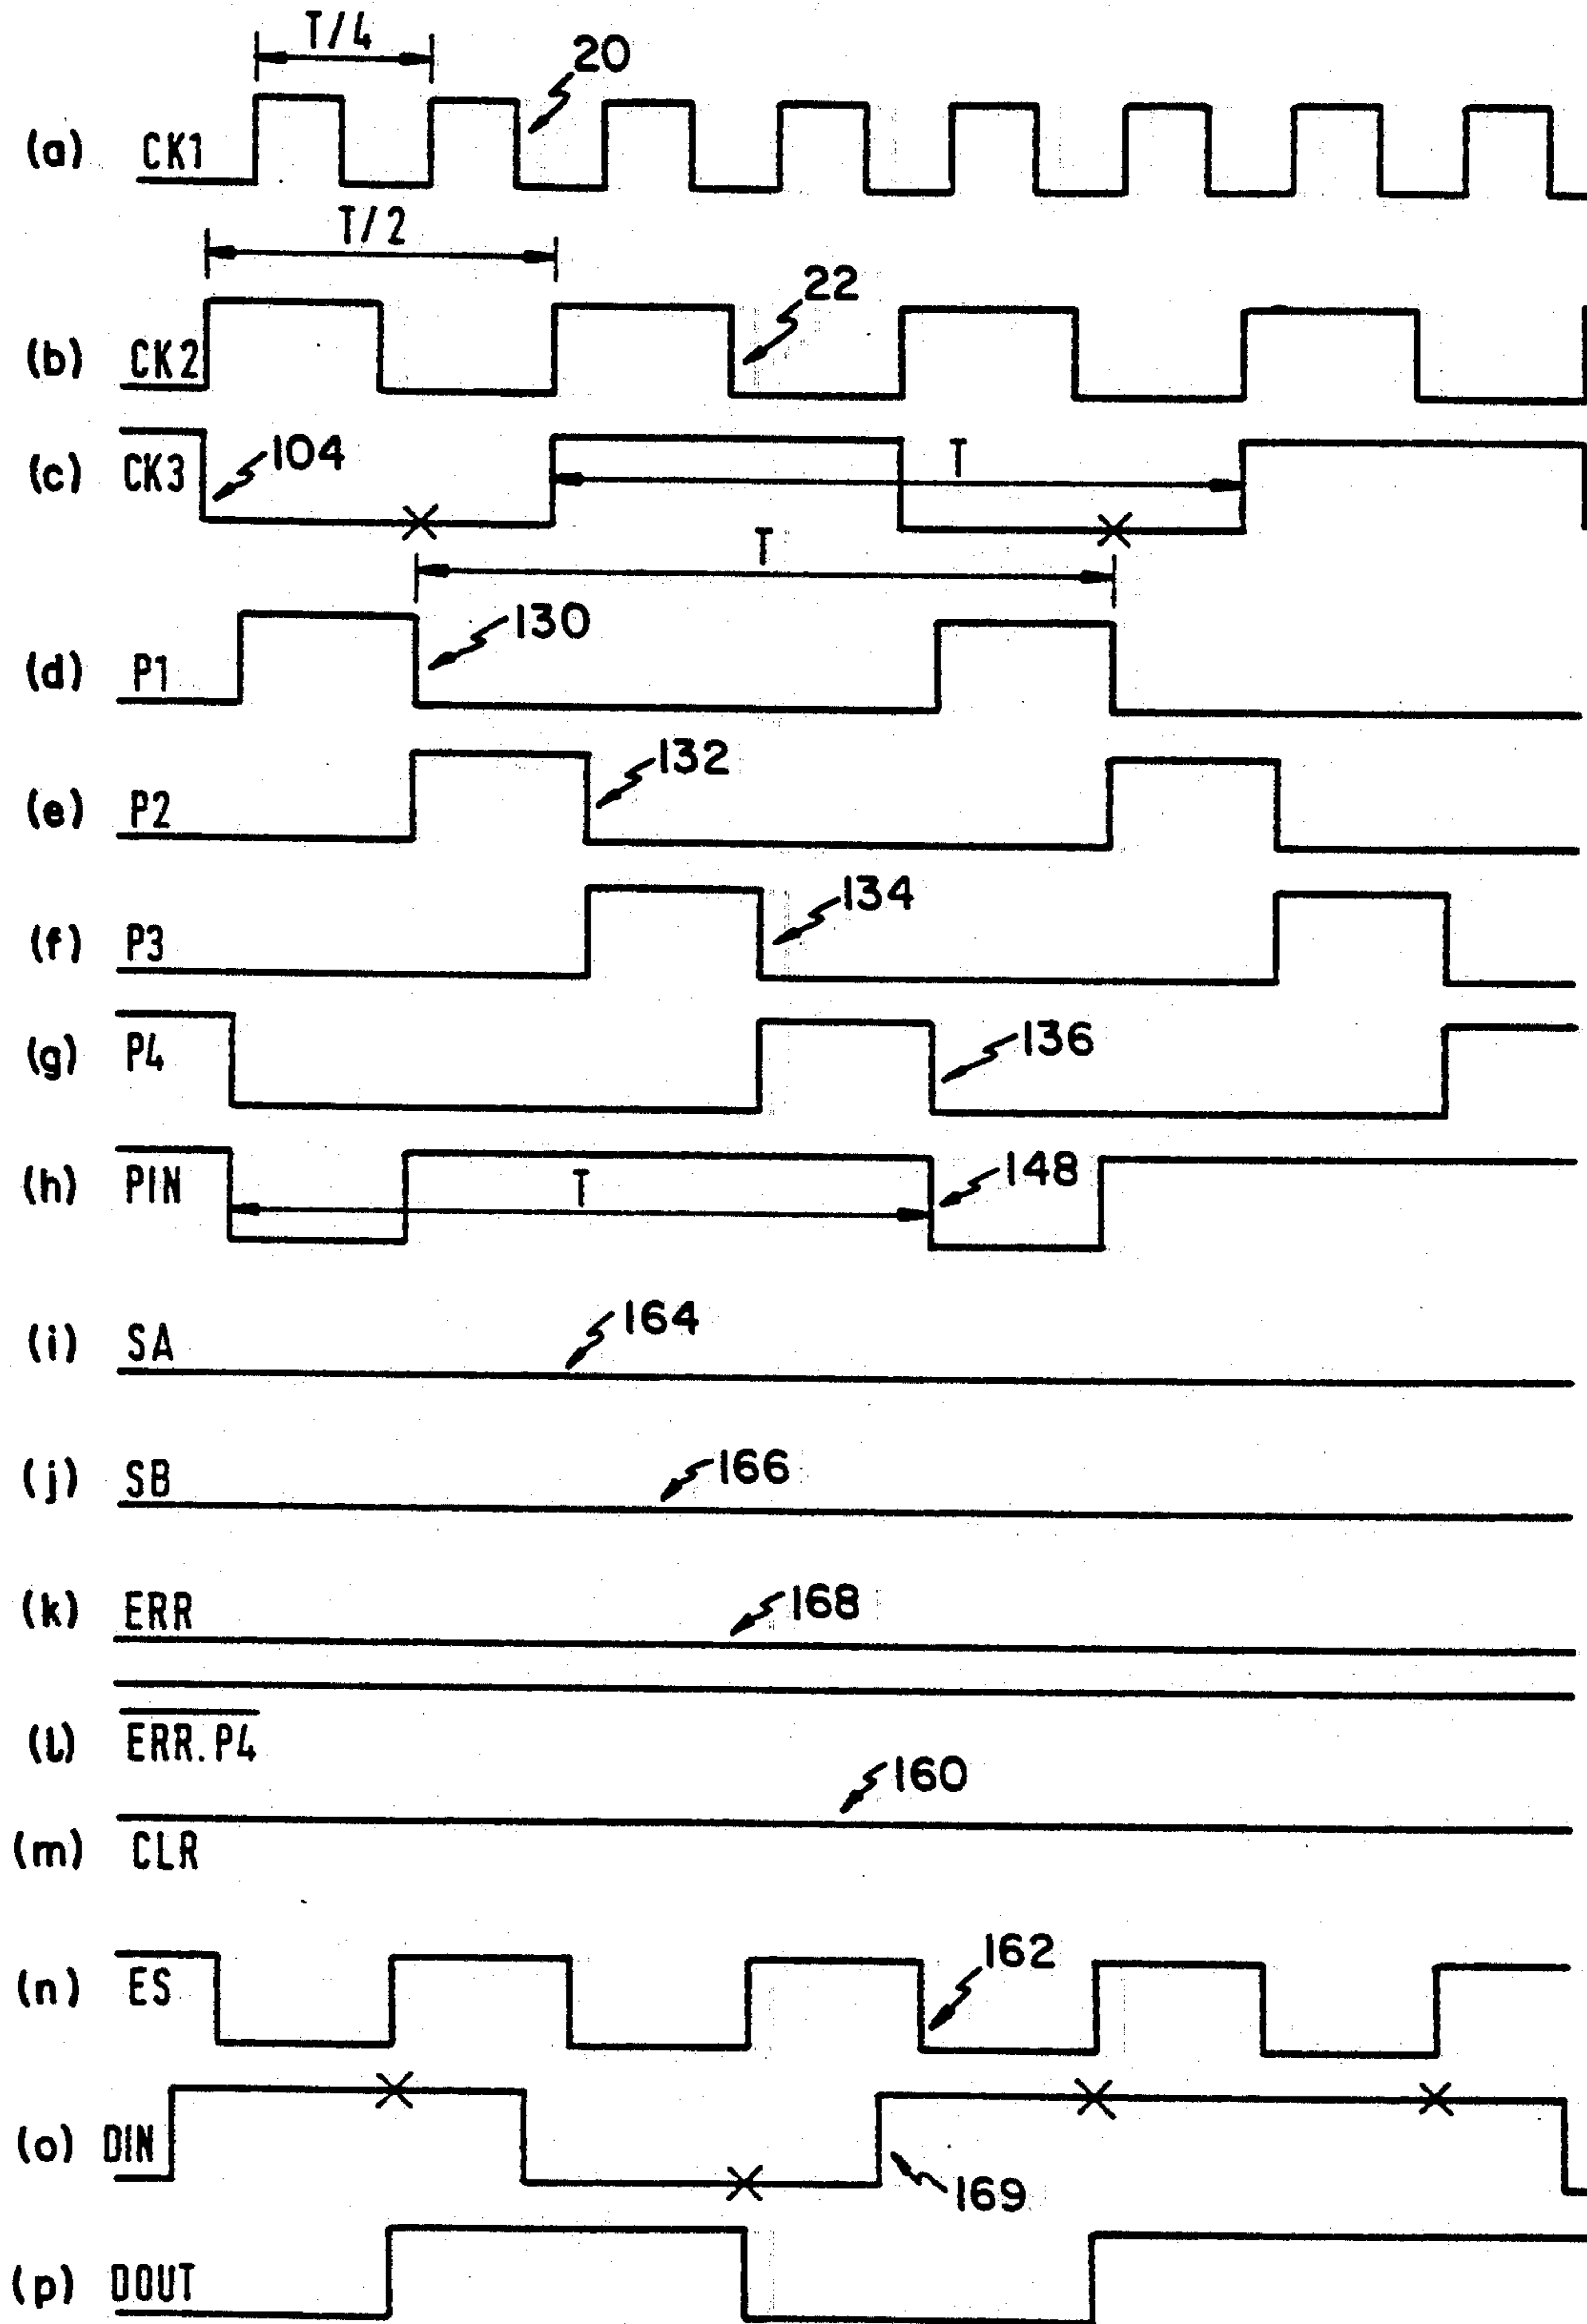 T/4
20
(a) CK1
T/2
22
(b) CK2
(c) CK3 104 T
T
130
(d) P1
132
(e) P2
134
(f) P3
(g) P4 136
(h) PIN T 148
164
(i) SA
166
(j) SB
168
(k) ERR
(l) ERR.P4
160
(m) CLR
162
(n) ES
(o) DIN
169
(p) DOUT